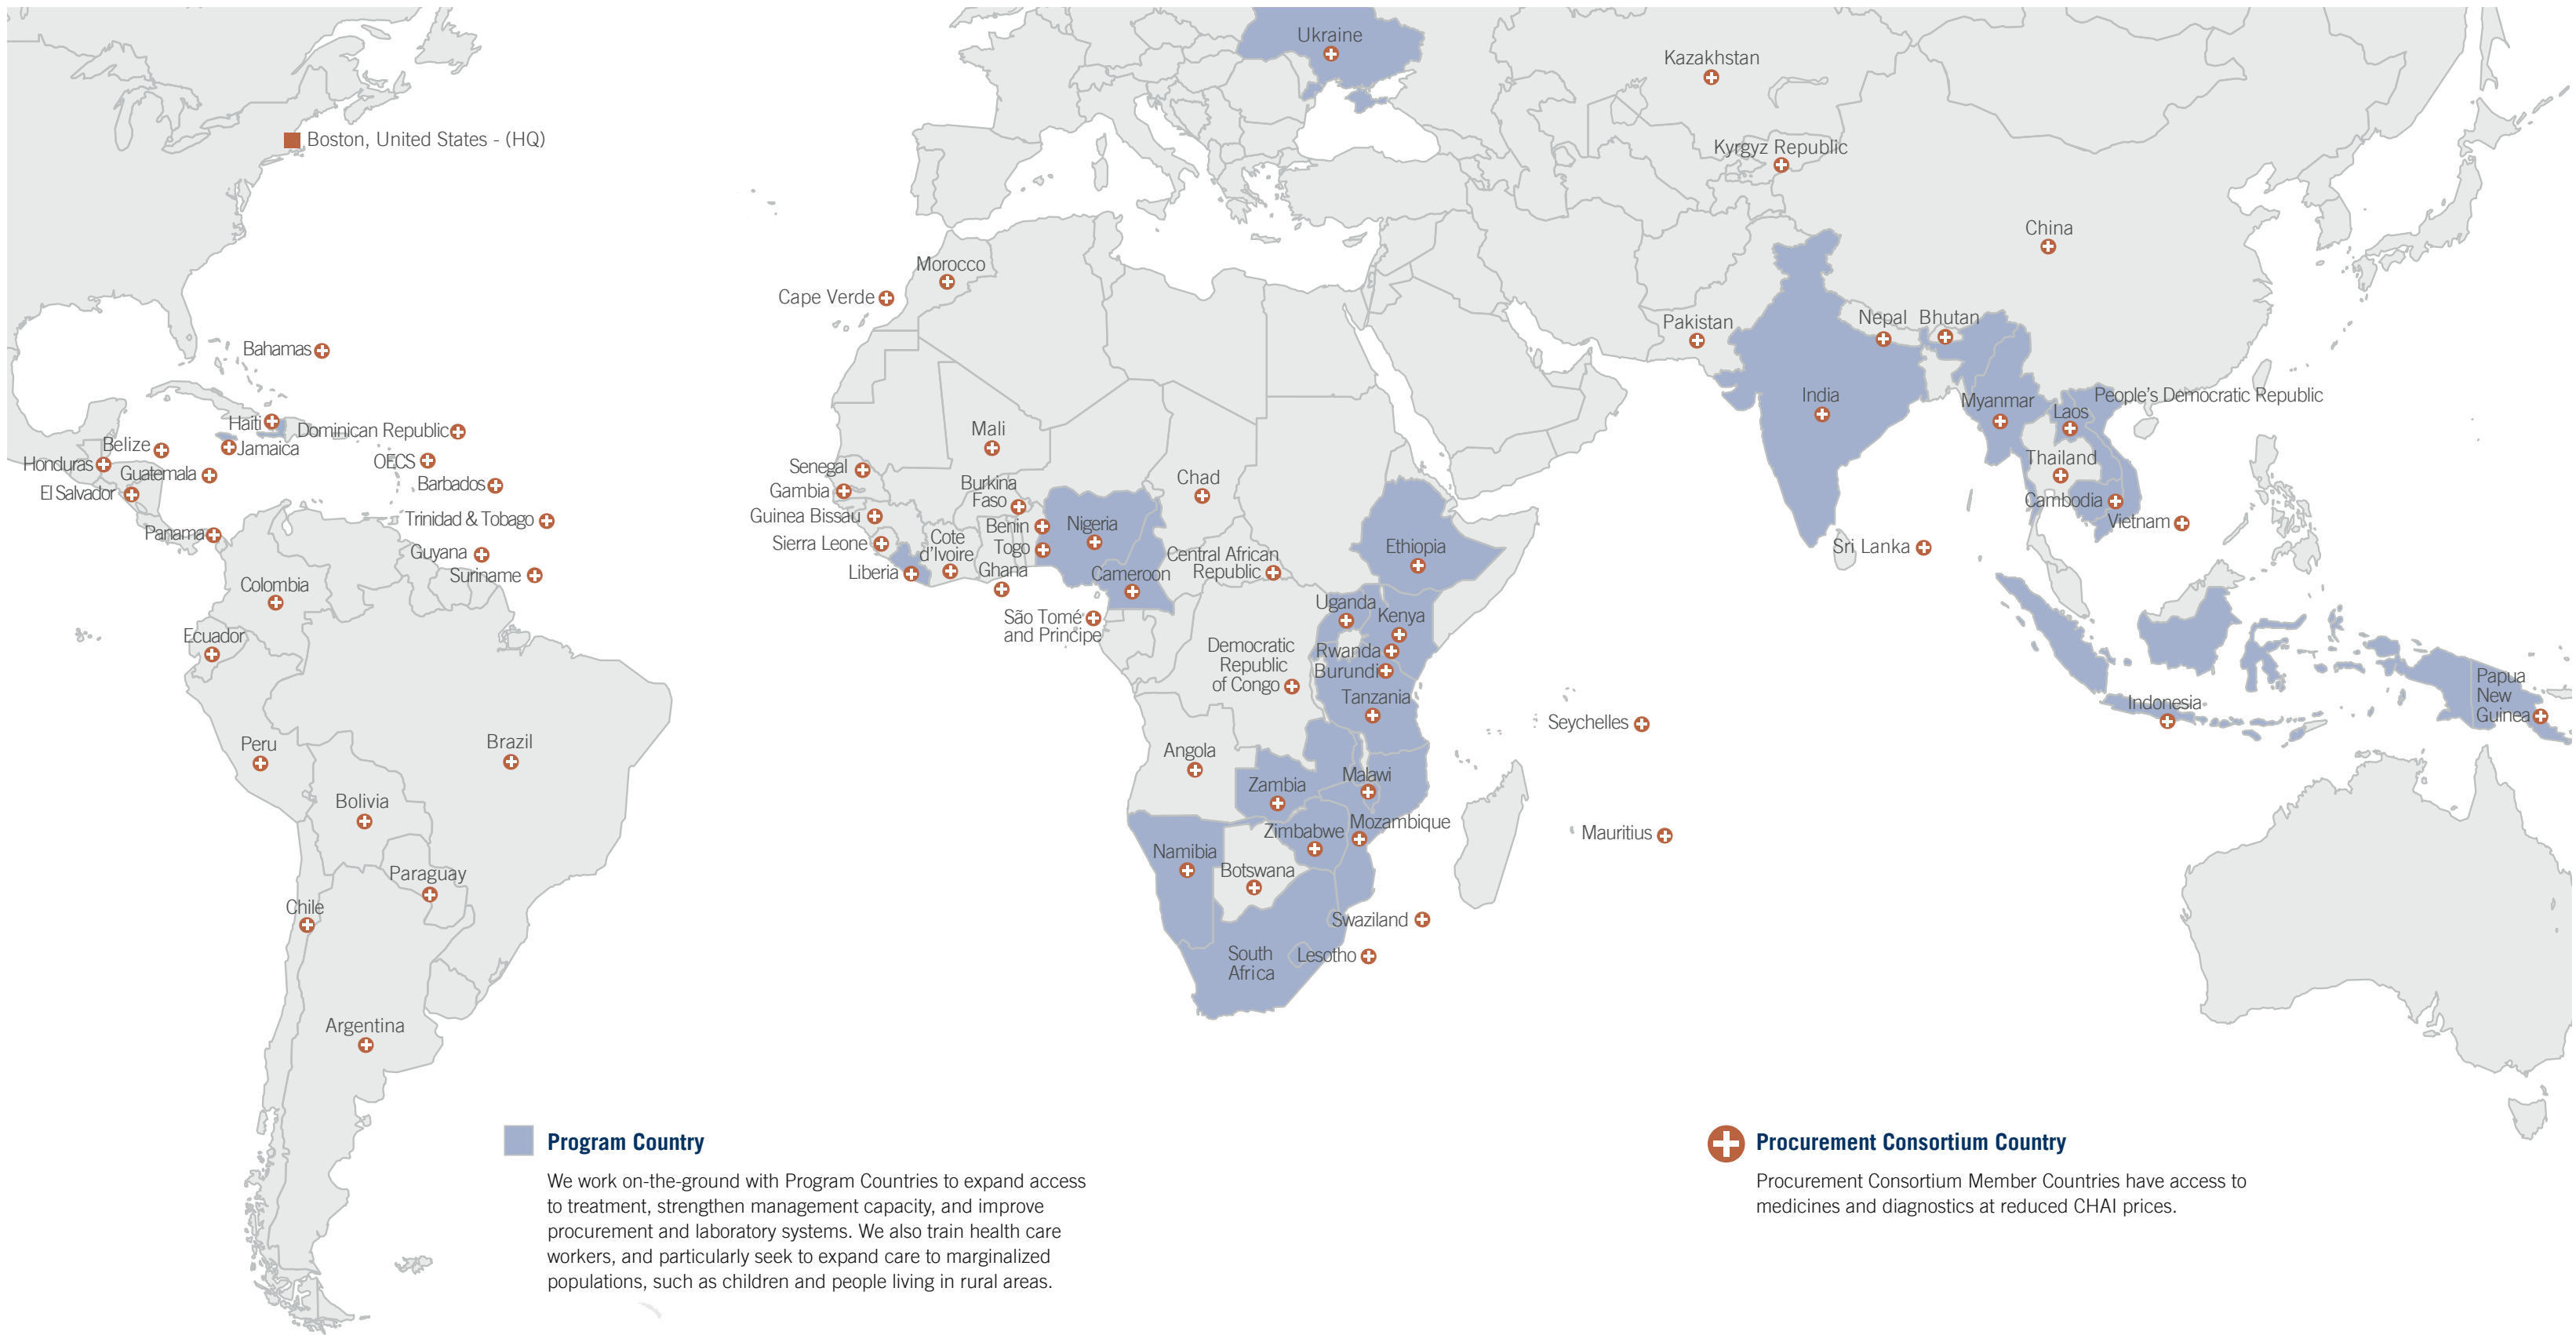 Ukraine
Kazakhstan
Boston, United States - (HQ)
Kyrgyz Republic
China
Morocco
Cape Verde
Pakistan
Nepal
Bhutan
Bahamas
India
Myanmar
People's Democratic Republic
Laos
Haiti
Dominican Republic
Jamaica
Belize
Honduras
Guatemala
El Salvador
OECS
Barbados
Trinidad & Tobago
Panama
Guyana
Suriname
Mali
Senegal
Gambia
Burkina
Faso
Chad
Guinea Bissau
Benin
Nigeria
Sierra Leone
Cote
d'Ivoire
Togo
Liberia
Ghana
Cameroon
Central African
Republic
Ethiopia
Thailand
Cambodia
Vietnam
Sri Lanka
Colombia
Ecuador
São Tomé
and Principe
Uganda
Kenya
Democratic
Republic
of Congo
Rwanda
Burundi
Tanzania
Seychelles
Indonesia
Papua
New
Guinea
Peru
Brazil
Angola
Bolivia
Zambia
Malawi
Mozambique
Zimbabwe
Mauritius
Namibia
Botswana
Paraguay
Chile
Swaziland
South
Africa
Lesotho
Argentina
Program Country
We work on-the-ground with Program Countries to expand access
to treatment, strengthen management capacity, and improve
procurement and laboratory systems. We also train health care
workers, and particularly seek to expand care to marginalized
populations, such as children and people living in rural areas.
Procurement Consortium Country
Procurement Consortium Member Countries have access to
medicines and diagnostics at reduced CHAI prices.